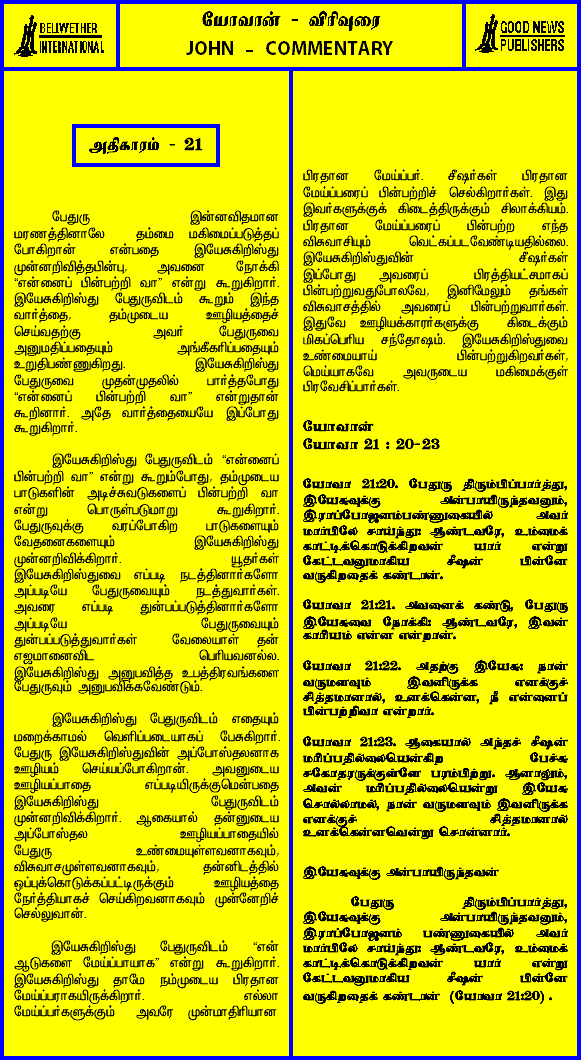 BELWETHER
INTERNATIONAL
யோவான் - விரிவுரை
JOHN - COMMENTARY
GOOD NEWS
PUBLISHERS
அதிகாரம் - 21
பேதுரு இன்னவிதமான
மரணத்தினாலே தம்மை மகிமைப்படுத்தப்
போகிறான் என்பதை இயேசுகிறிஸ்து
முன்னறிவித்தபின்பு, அவனை நோக்கி
“என்னைப் பின்பற்றி வா” என்று கூறுகிறார்.
இயேசுகிறிஸ்து பேதுருவிடம் கூறும் இந்த
வார்த்தை, தம்முடைய ஊழியத்தைச்
செய்வதற்கு அவர் பேதுருவை
அனுமதிப்பதையும் அங்கீகரிப்பதையும்
உறுதிபண்ணுகிறது. இயேசுகிறிஸ்து
பேதுருவை முதன்முதலில் பார்த்தபோது
“என்னைப் பின்பற்றி வா” என்றுதான்
கூறினார். அதே வார்த்தையையே இப்போது
கூறுகிறார்.
இயேசுகிறிஸ்து பேதுருவிடம் “என்னைப்
பின்பற்றி வா” என்று கூறும்போது, தம்முடைய
பாடுகளின் அடிச்சுவடுகளைப் பின்பற்றி வா
என்று பொருள்படுமாறு கூறுகிறார்.
பேதுருவுக்கு வரப்போகிற பாடுகளையும்
வேதனைகளையும் இயேசுகிறிஸ்து
முன்னறிவிக்கிறார். யூதர்கள்
இயேசுகிறிஸ்துவை எப்படி நடத்தினார்களோ
அப்படியே பேதுருவையும் நடத்துவார்கள்.
அவரை எப்படி துன்பப்படுத்தினார்களோ
அப்படியே பேதுருவையும்
துன்பப்படுத்துவார்கள் வேலையாள் தன்
எஜமானைவிட பெரியவனல்ல.
இயேசுகிறிஸ்து அனுபவித்த உபத்திரவங்களை
பேதுருவும் அனுபவிக்கவேண்டும்.
இயேசுகிறிஸ்து பேதுருவிடம் எதையும்
மறைக்காமல் வெளிப்படையாகப் பேசுகிறார்.
பேதுரு இயேசுகிறிஸ்துவின் அப்போஸ்தலனாக
ஊழியம் செய்யப்போகிறான். அவனுடைய
ஊழியப்பாதை எப்படியிருக்குமென்பதை
இயேசுகிறிஸ்து பேதுருவிடம்
முன்னறிவிக்கிறார். ஆகையால் தன்னுடைய
அப்போஸ்தல ஊழியப்பாதையில்
பேதுரு உண்மையுள்ளவனாகவும்,
விசுவாசமுள்ளவனாகவும், தன்னிடத்தில்
ஒப்புக்கொடுக்கப்பட்டிருக்கும் ஊழியத்தை
நேர்த்தியாகச் செய்கிறவனாகவும் முன்னேறிச்
செல்லுவான்.
இயேசுகிறிஸ்து பேதுருவிடம் “என்
ஆடுகளை மேய்ப்பாயாக” என்று கூறுகிறார்.
இயேசுகிறிஸ்து தாமே நம்முடைய பிரதான
மேய்ப்பராகயிருக்கிறார். எல்லா
மேய்ப்பர்களுக்கும் அவரே முன்மாதிரியான
பிரதான மேய்ப்பர். சீஷர்கள் பிரதான
மேய்ப்பரைப் பின்பற்றிச் செல்கிறார்கள். இது
இவர்களுக்குக் கிடைத்திருக்கும் சிலாக்கியம்.
பிரதான மேய்ப்பரைப் பின்பற்ற எந்த
விசுவாசியும் வெட்கப்படவேண்டியதில்லை.
இயேசுகிறிஸ்துவின் சீஷர்கள்
இப்போது அவரைப் பிரத்தியட்சமாகப்
பின்பற்றுவதுபோலவே, இனிமேலும் தங்கள்
விசுவாசத்தில் அவரைப் பின்பற்றுவார்கள்.
இதுவே ஊழியக்காரர்களுக்கு கிடைக்கும்
மிகப்பெரிய சந்தோஷம். இயேசுகிறிஸ்துவை
உண்மையாய் பின்பற்றுகிறவர்கள்,
மெய்யாகவே அவருடைய மகிமைக்குள்
பிரவேசிப்பார்கள்.
யோவான்
யோவா 21 : 20-23
யோவா 21:20. பேதுரு திரும்பிப்பார்த்து,
இயேசுவுக்கு அன்பாயிருந்தவனும்,
இராப்போஜனம்பண்ணுகையில் அவர்
மார்பிலே சாய்ந்து: ஆண்டவரே, உம்மைக்
காட்டிக்கொடுக்கிறவன் யார் என்று
கேட்டவனுமாகிய சீஷன் பின்னே
வருகிறதைக் கண்டான்.
யோவா 21:21. அவனைக் கண்டு, பேதுரு
இயேசுவை நோக்கி: ஆண்டவரே, இவன்
காரியம் என்ன என்றான்.
யோவா 21:22. அதற்கு இயேசு: நான்
வருமளவும் இவனிருக்க எனக்குச்
சித்தமானால், உனக்கென்ன, நீ என்னைப்
பின்பற்றிவா என்றார்.
யோவா 21:23. ஆகையால் அந்தச் சீஷன்
மரிப்பதில்லையென்கிற பேச்சு
சகோதரருக்குள்ளே பரம்பிற்று. ஆனாலும்,
அவன் மரிப்பதில்லையென்று இயேசு
சொல்லாமல், நான் வருமளவும் இவனிருக்க
எனக்குச் சித்தமானால்
உனக்கென்னவென்று சொன்னார்.
இயேசுவுக்கு அன்பாயிருந்தவன்
பேதுரு திரும்பிப்பார்த்து,
இயேசுவுக்கு அன்பாயிருந்தவனும்,
இராப்போஜனம் பண்ணுகையில் அவர்
மார்பிலே சாய்ந்து: ஆண்டவரே, உம்மைக்
காட்டிக்கொடுக்கிறவன் யார் என்று
கேட்டவனுமாகிய சீஷன் பின்னே
வருகிறதைக் கண்டான் (யோவா 21:20).